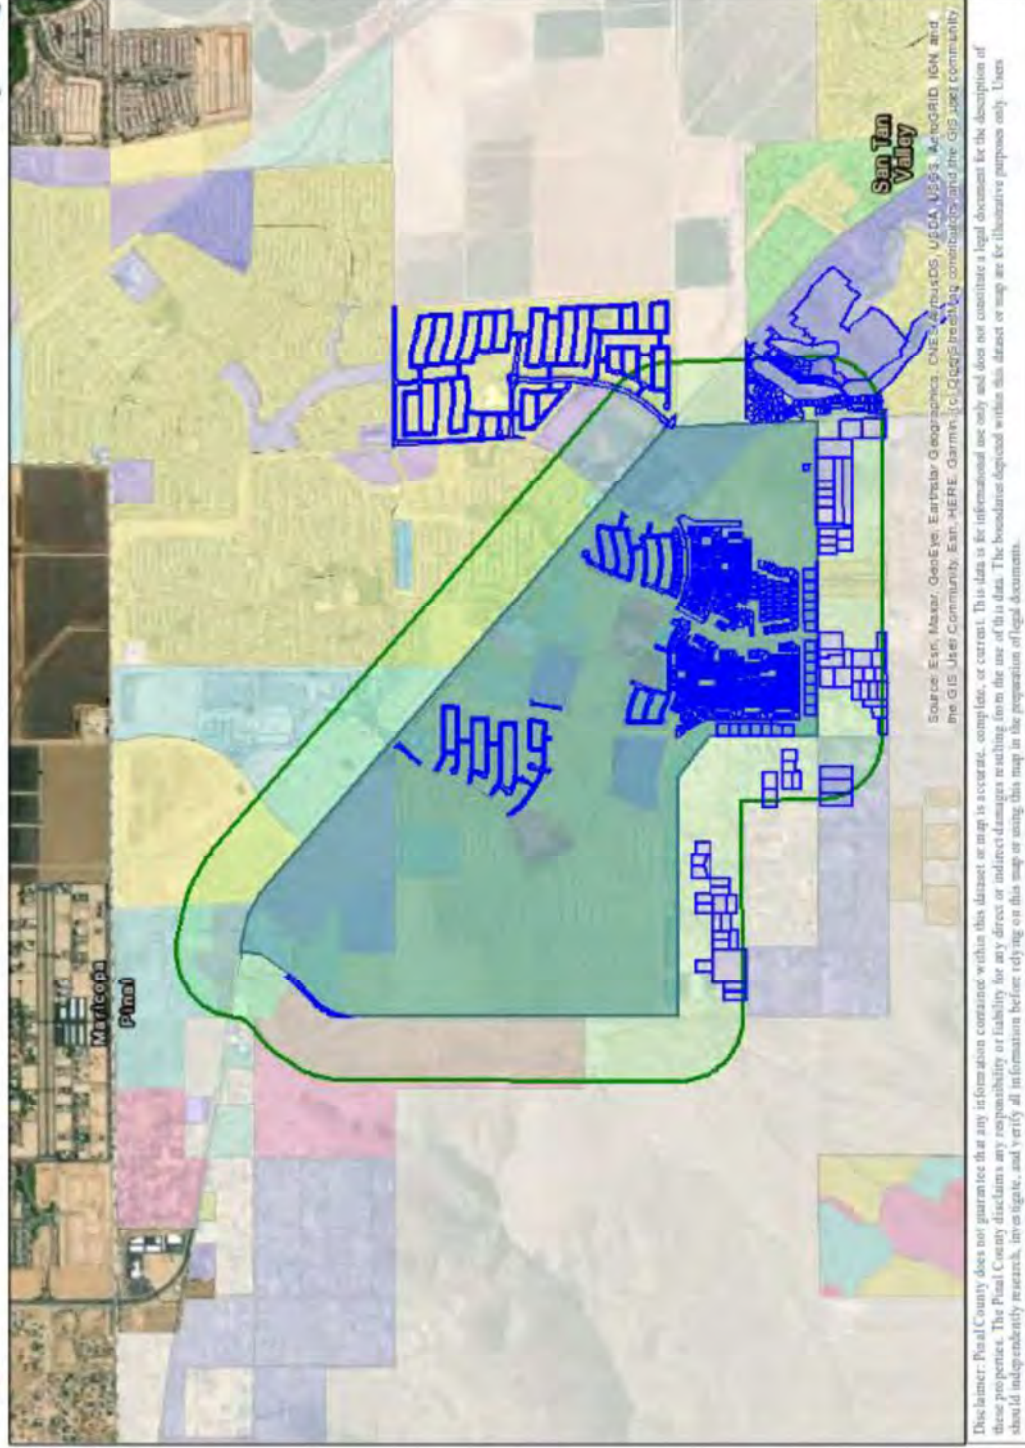 Maricopa
Pinal
San Tan
Valley
Source: Esri, Maxar, GeoEye, Earthstar Geographics, CNES/Airbus DS, USDA, USGS, AeroGRID, IGN, and
the GIS User Community, Esri, HERE, Garmin, (c) OpenStreetMap contributors, and the GIS user community
Disclaimer: Pinal County does not guarantee that any information contained within this dataset or map is accurate, complete, or current. This data is for informational use only and does not constitute a legal document for the description of
these properties. The Pinal County disclaims any responsibility or liability for any direct or indirect damages resulting from the use of this data. The boundaries depicted within this dataset or map are for illustrative purposes only. Users
should independently research, investigate, and verify all information before relying on this map or using this map in the preparation of legal documents.